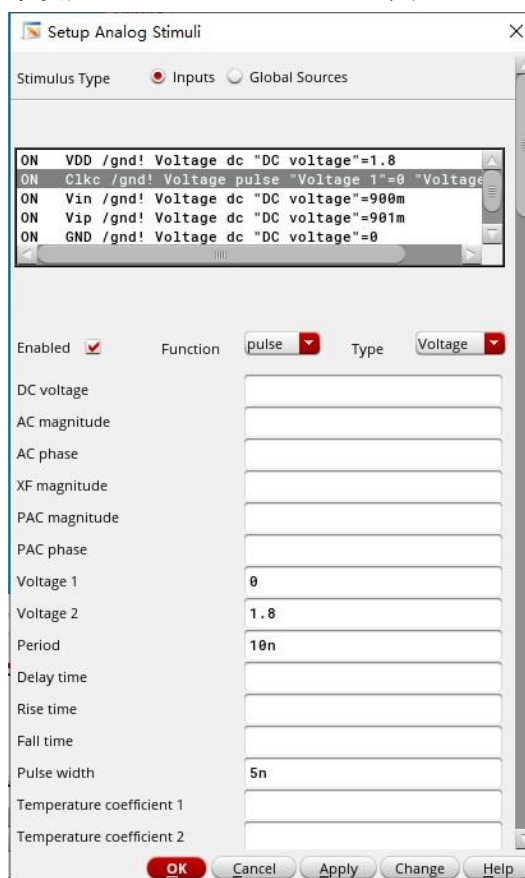 Setup Analog Stimuli
Stimulus Type Inputs Global Sources
ON VDD /gnd! Voltage dc "DC voltage"=1.8
ON Clkc /gnd! Voltage pulse "Voltage 1"=0 "Voltage
ON Vin /gnd! Voltage dc "DC voltage"=900m
ON Vip /gnd! Voltage dc "DC voltage"=901m
ON GND /gnd! Voltage dc "DC voltage"=0
Enabled Function pulse Type Voltage
DC voltage
AC magnitude
AC phase
XF magnitude
PAC magnitude
PAC phase
Voltage 1 0
Voltage 2 1.8
Period 10n
Delay time
Rise time
Fall time
Pulse width 5n
Temperature coefficient 1
Temperature coefficient 2
OK Cancel Apply Change Help